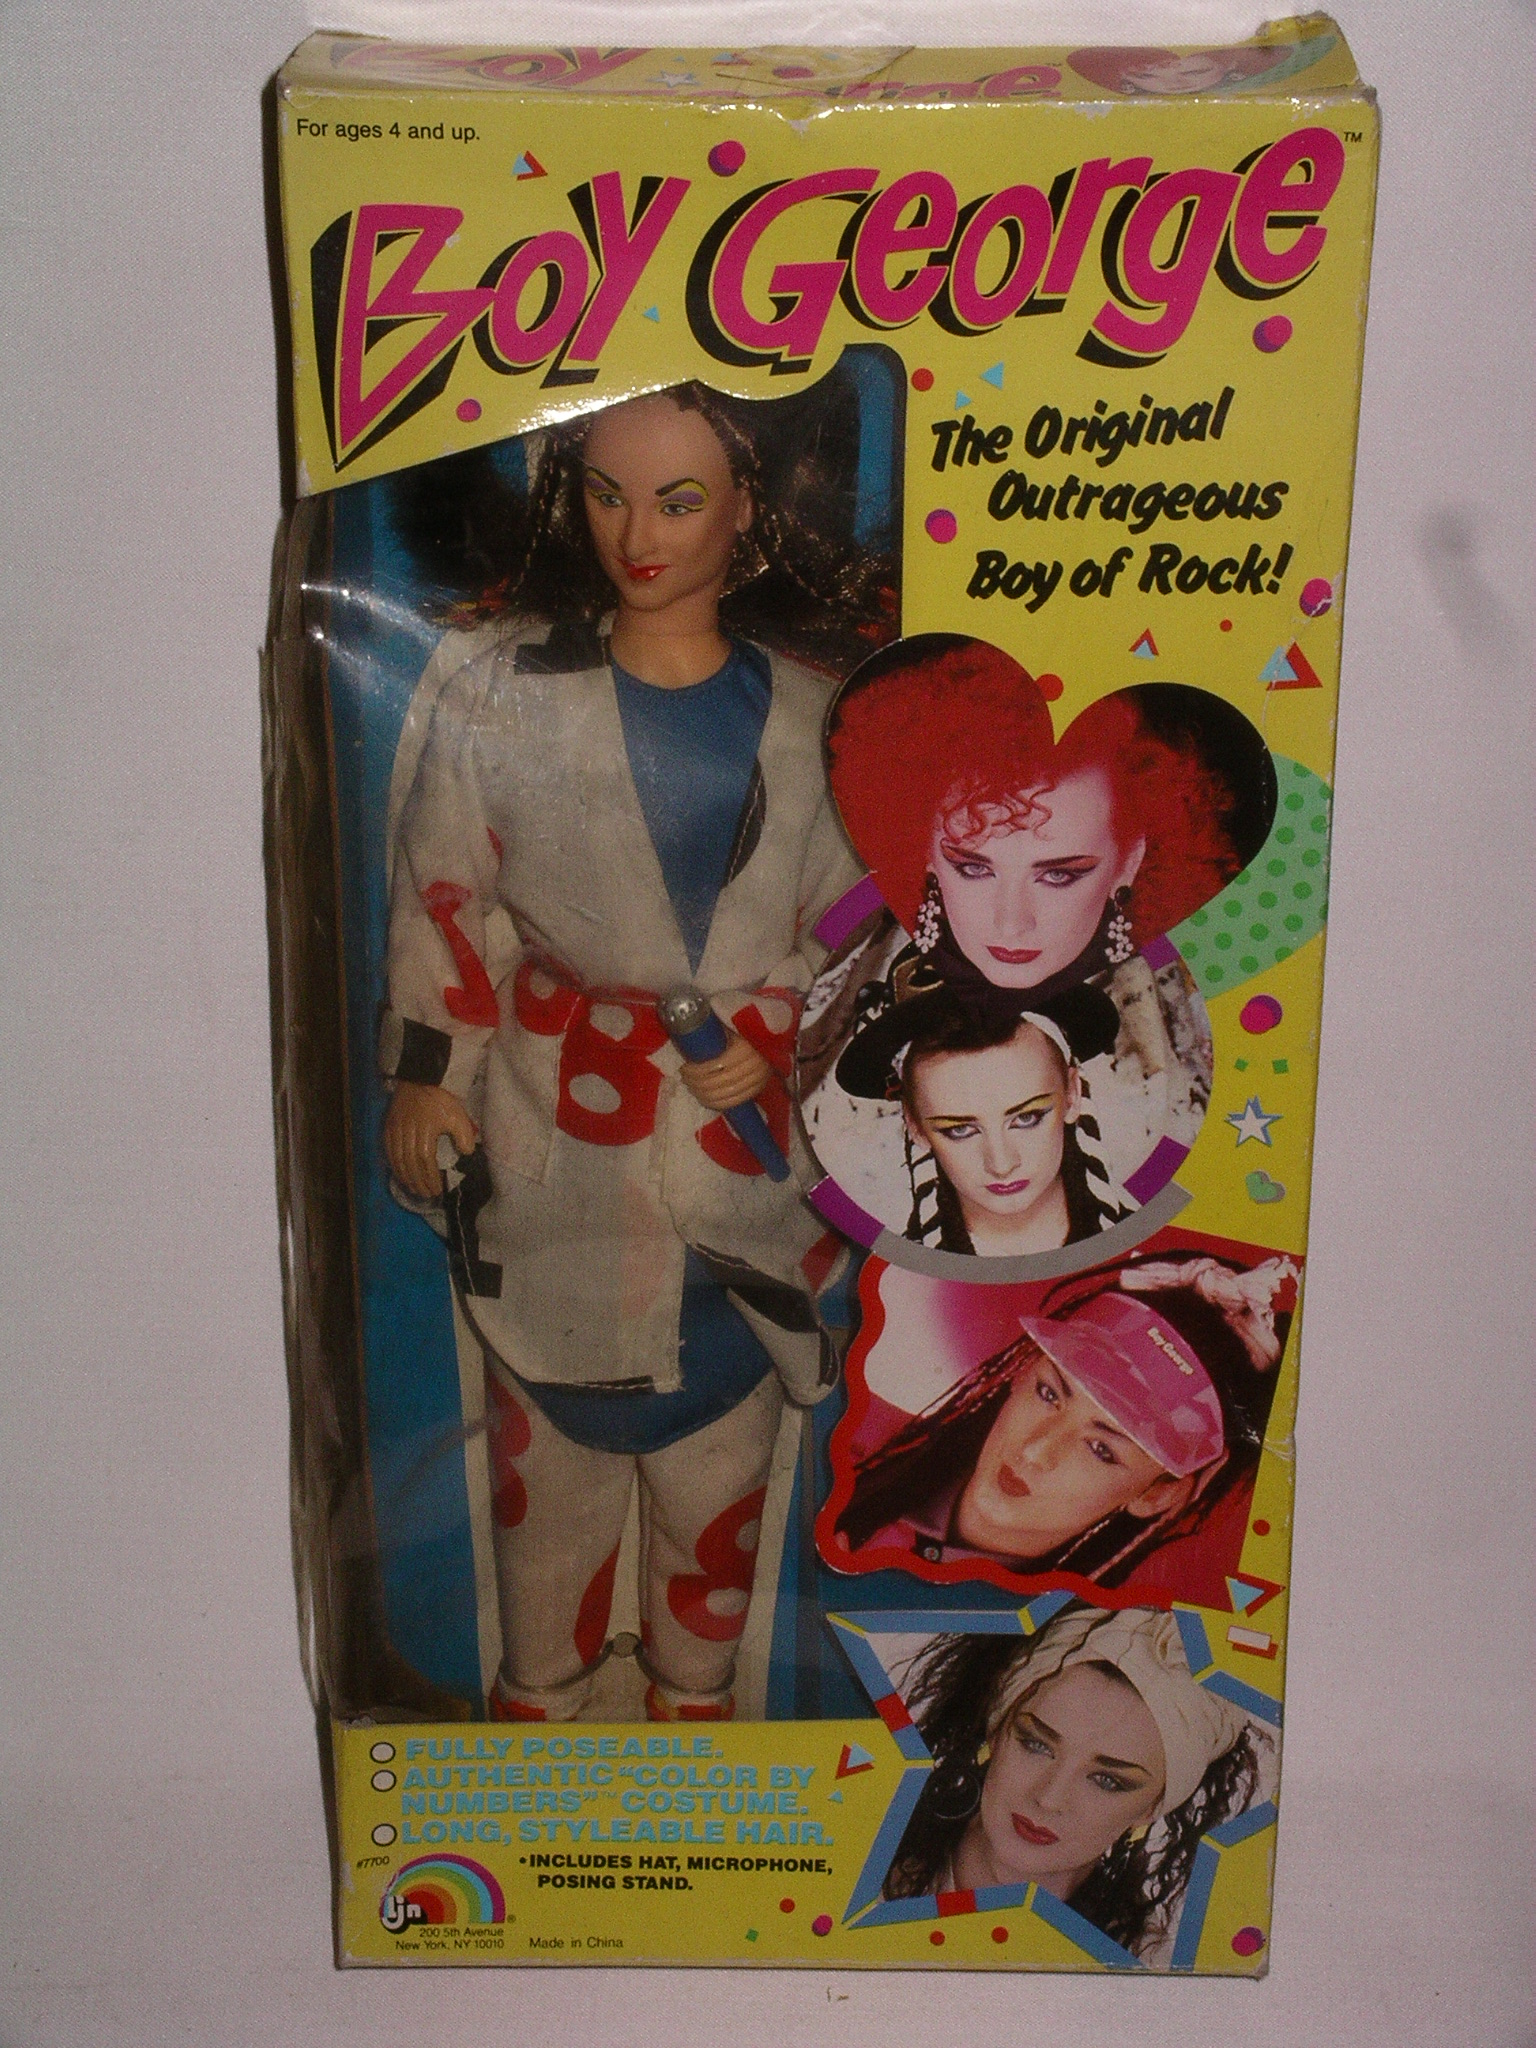 Boy George
For ages 4 and up.
Boy George™
The Original
Outrageous
Boy of Rock!
Boy George
FULLY POSEABLE.
AUTHENTIC "COLOR BY
NUMBERS"™ COSTUME.
LONG, STYLEABLE HAIR.
•INCLUDES HAT, MICROPHONE,
POSING STAND.
#7700
ljn®
200 5th Avenue
New York, NY 10010
Made in China